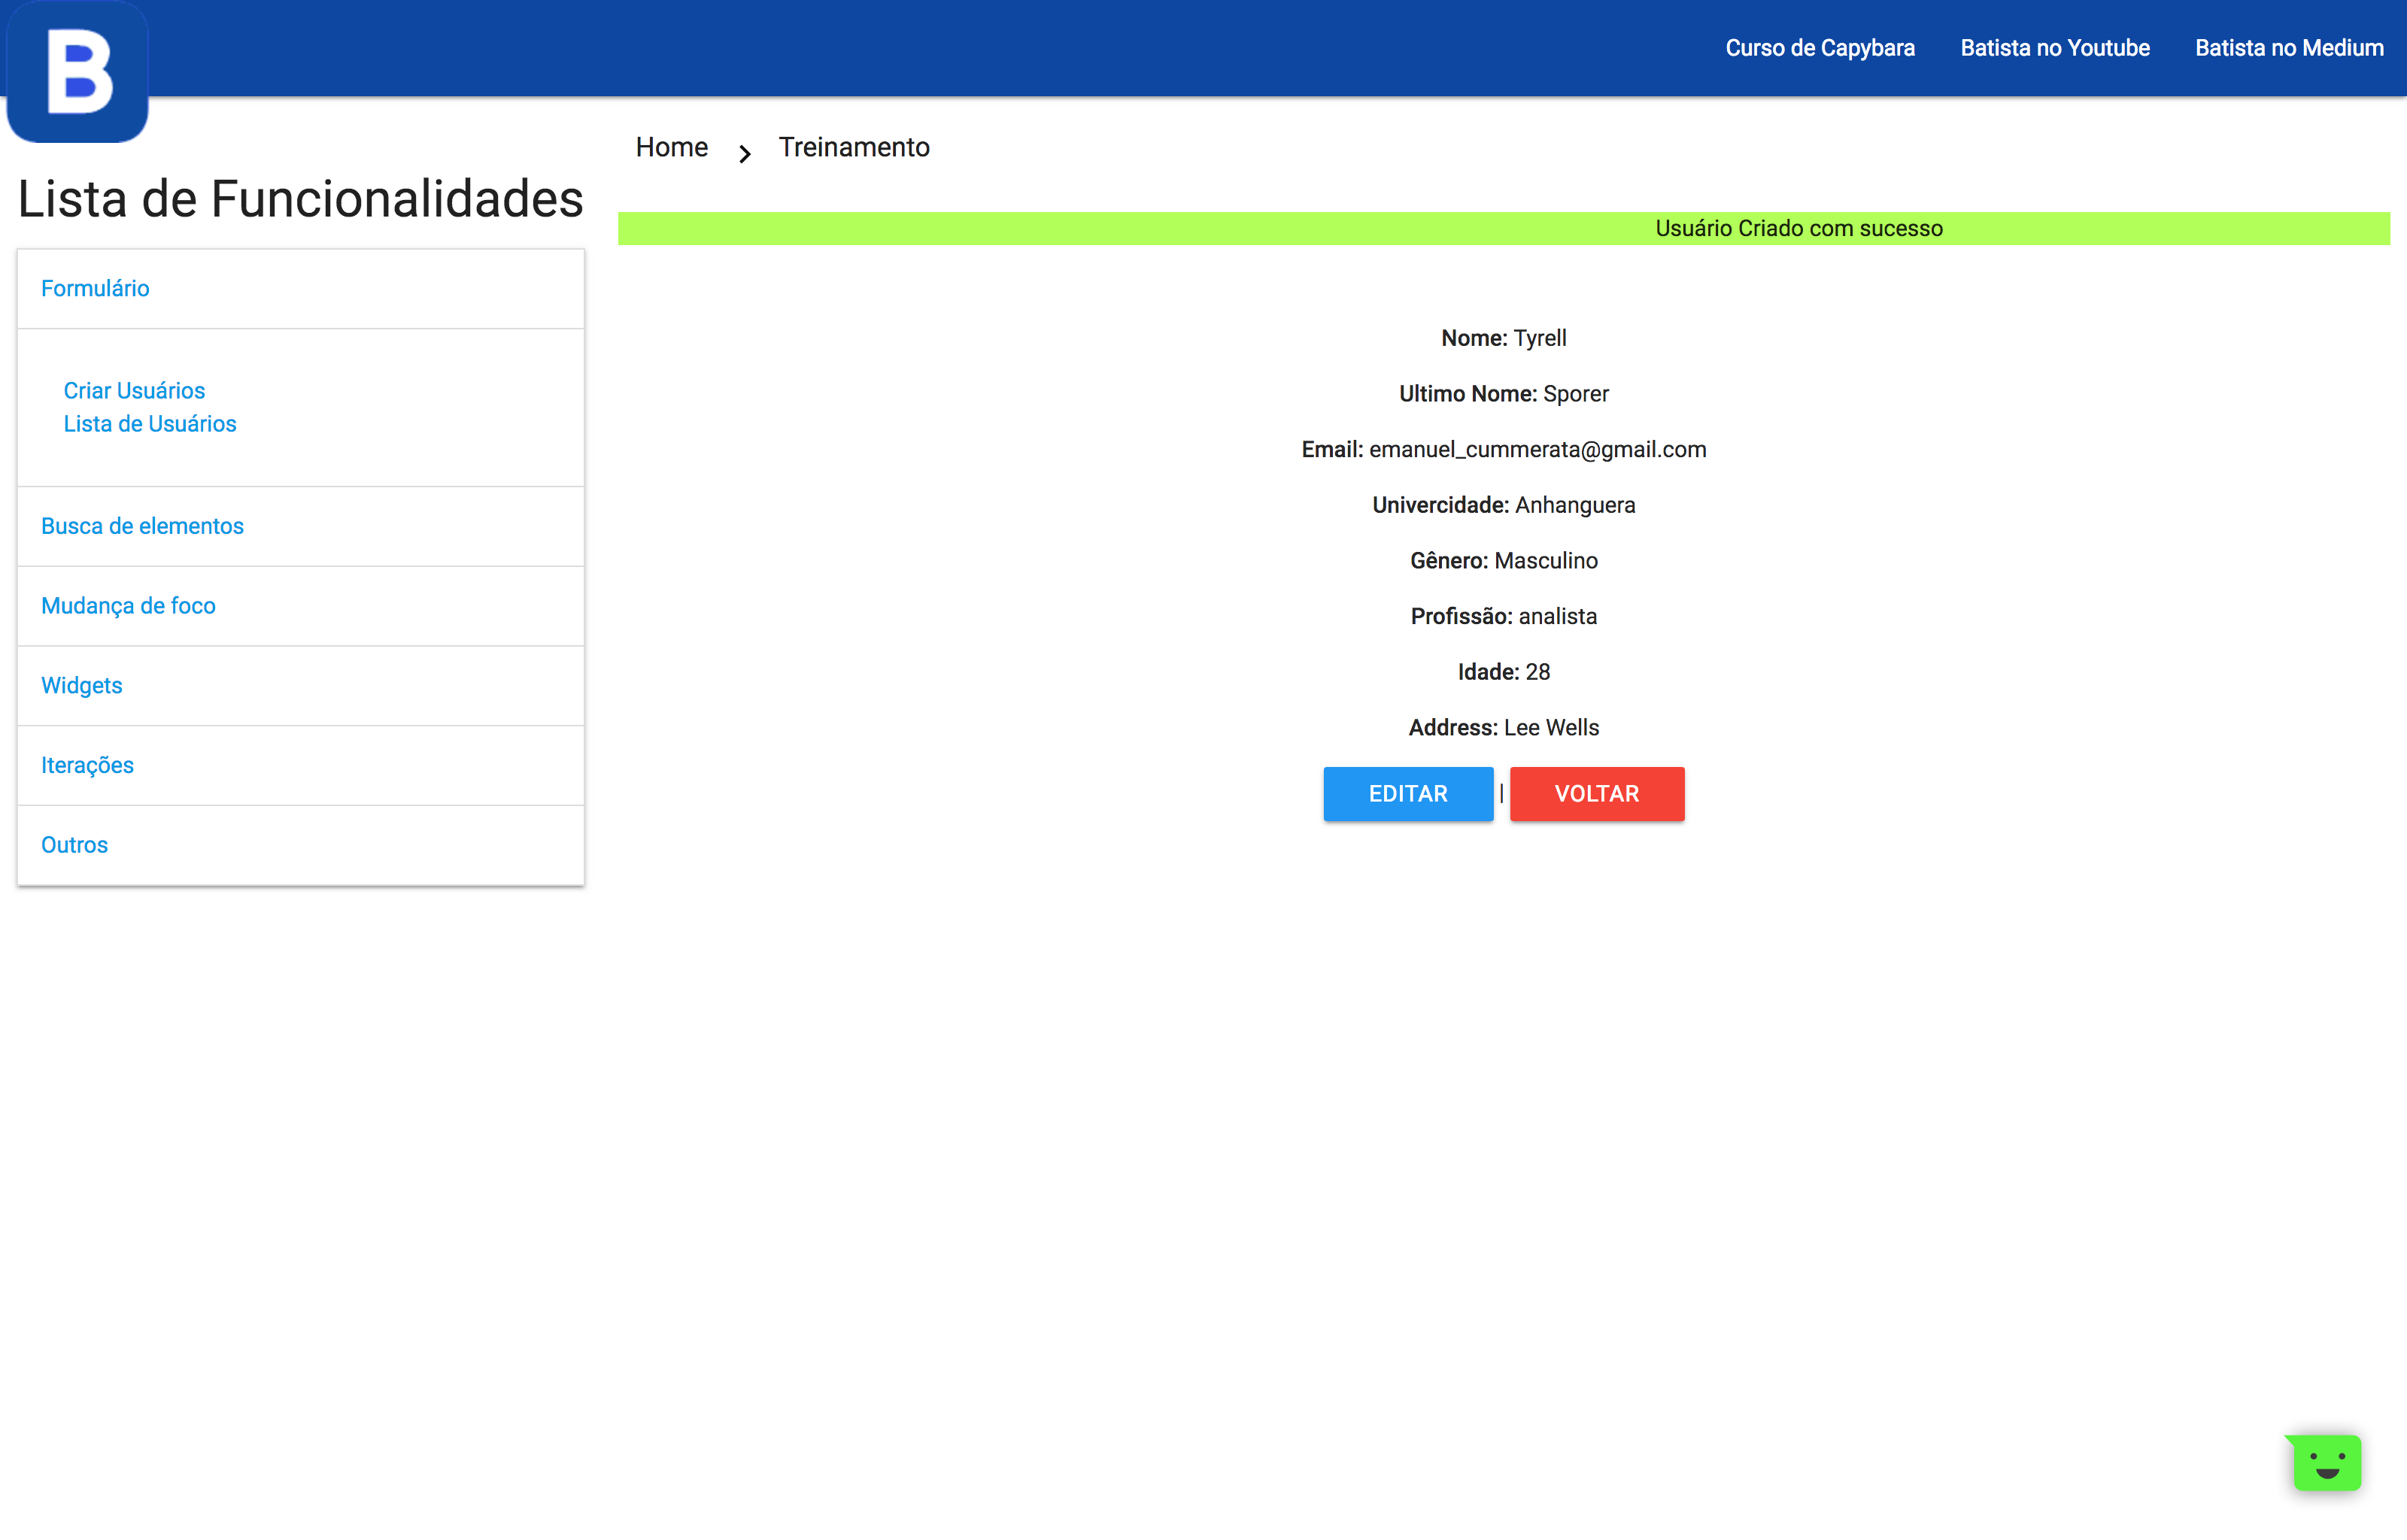 B
Curso de Capybara
Batista no Youtube
Batista no Medium
Home
Treinamento
Lista de Funcionalidades
Formulário
Criar Usuários
Lista de Usuários
Busca de elementos
Mudança de foco
Widgets
Iterações
Outros
Usuário Criado com sucesso
Nome: Tyrell
Ultimo Nome: Sporer
Email: emanuel_cummerata@gmail.com
Univercidade: Anhanguera
Gênero: Masculino
Profissão: analista
Idade: 28
Address: Lee Wells
EDITAR | VOLTAR